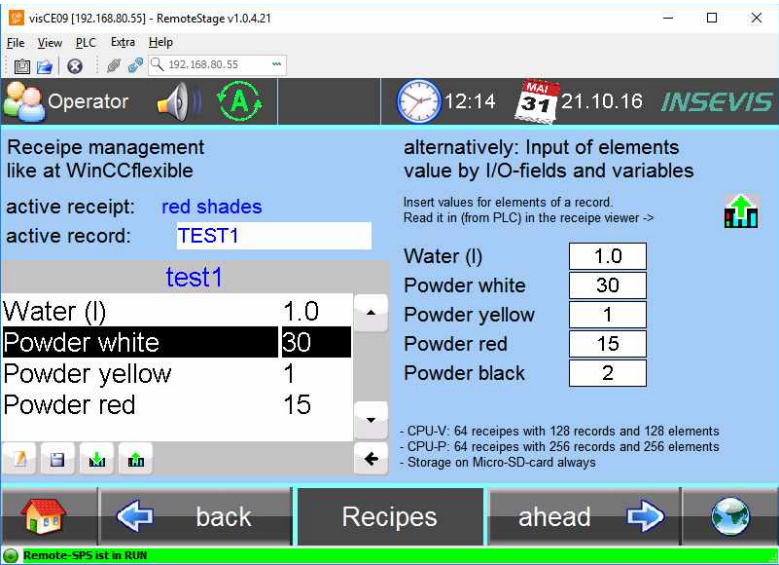 visCE09 [192.168.80.55] - RemoteStage v1.0.4.21
File View PLC Extra Help
192.168.80.55
Operator
A
12:14
MAI
31
21.10.16
INSEVIS
Receipe management
like at WinCCflexible
active receipt: red shades
active record: TEST1
test1
Water (l) 1.0
Powder white 30
Powder yellow 1
Powder red 15
alternatively: Input of elements
value by I/O-fields and variables
Insert values for elements of a record.
Read it in (from PLC) in the receipe viewer ->
Water (l) 1.0
Powder white 30
Powder yellow 1
Powder red 15
Powder black 2
- CPU-V: 64 receipes with 128 records and 128 elements
- CPU-P: 64 receipes with 256 records and 256 elements
- Storage on Micro-SD-card always
back
Recipes
ahead
Remote-SPS ist in RUN